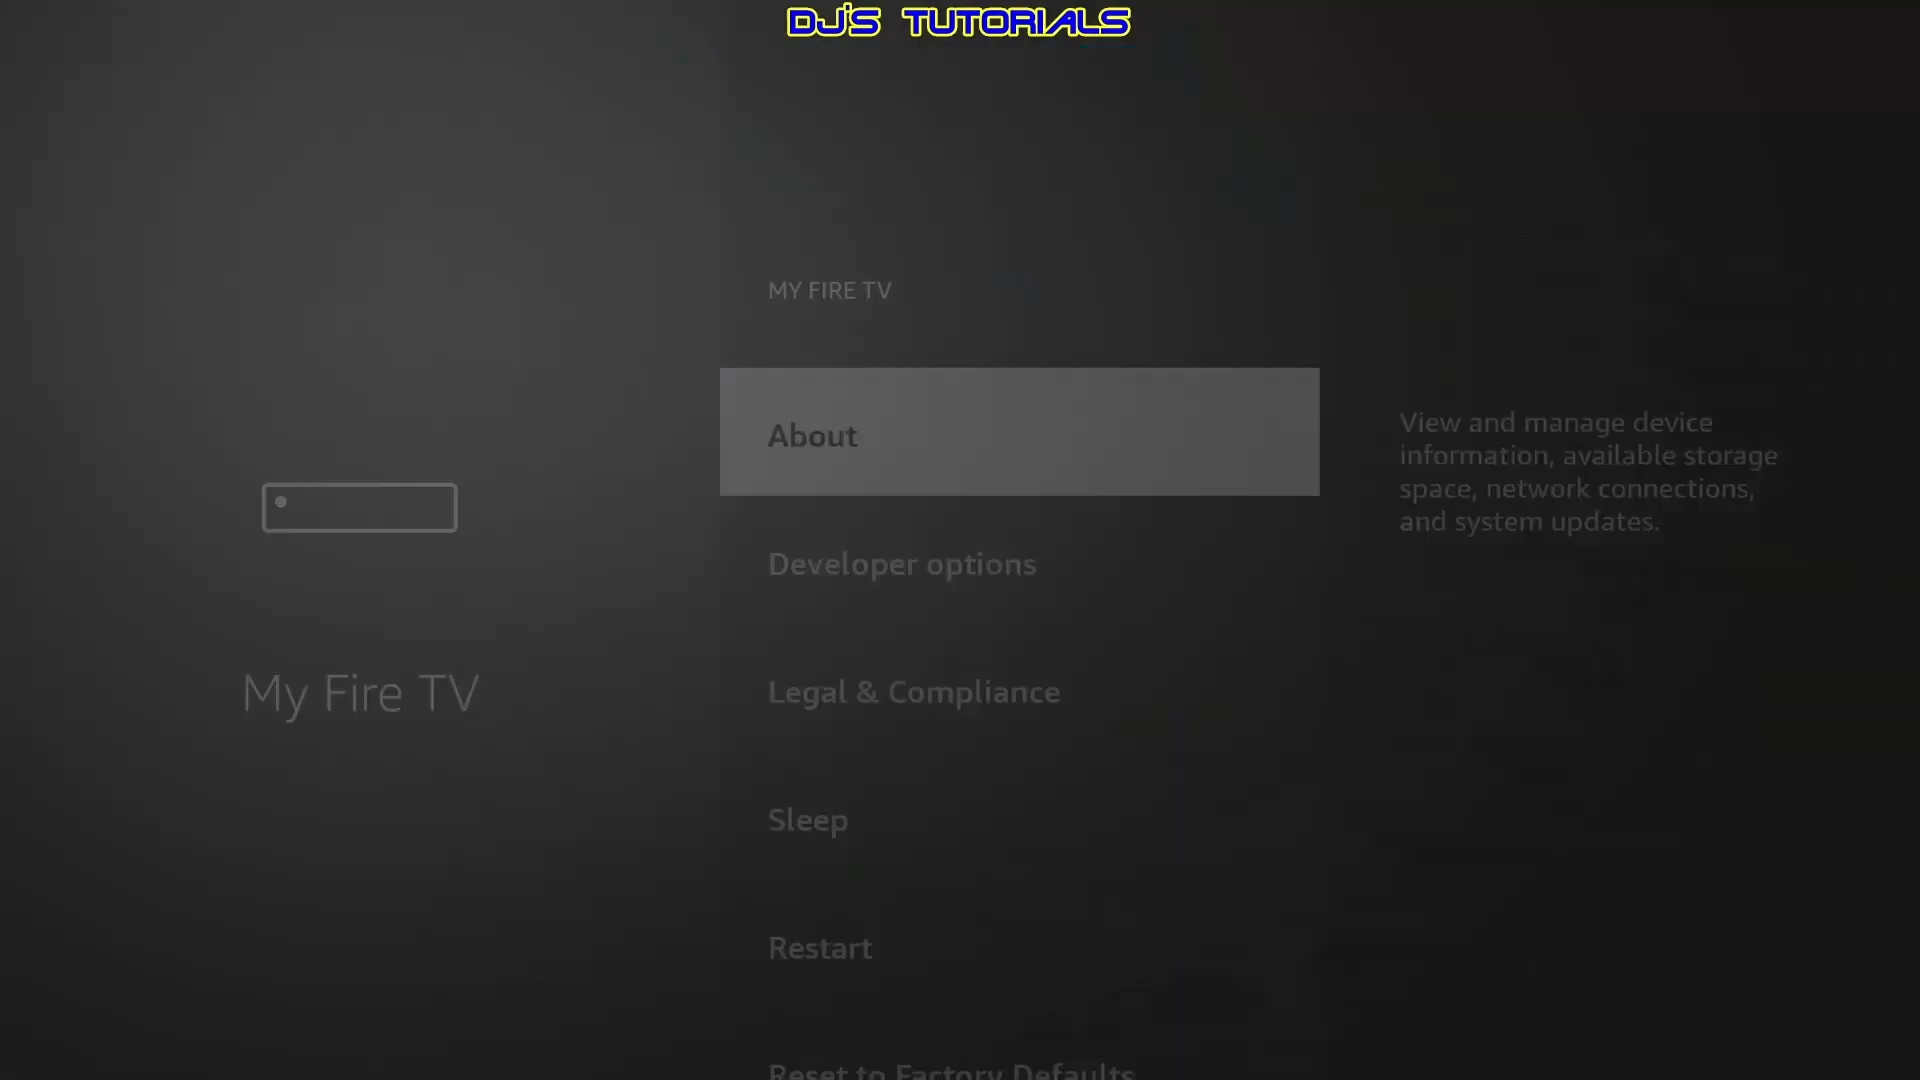 DJ'S TUTORIALS
MY FIRE TV
About
View and manage device
information, available storage
space, network connections,
and system updates.
Developer options
Legal & Compliance
My Fire TV
Sleep
Restart
Reset to Factory Defaults